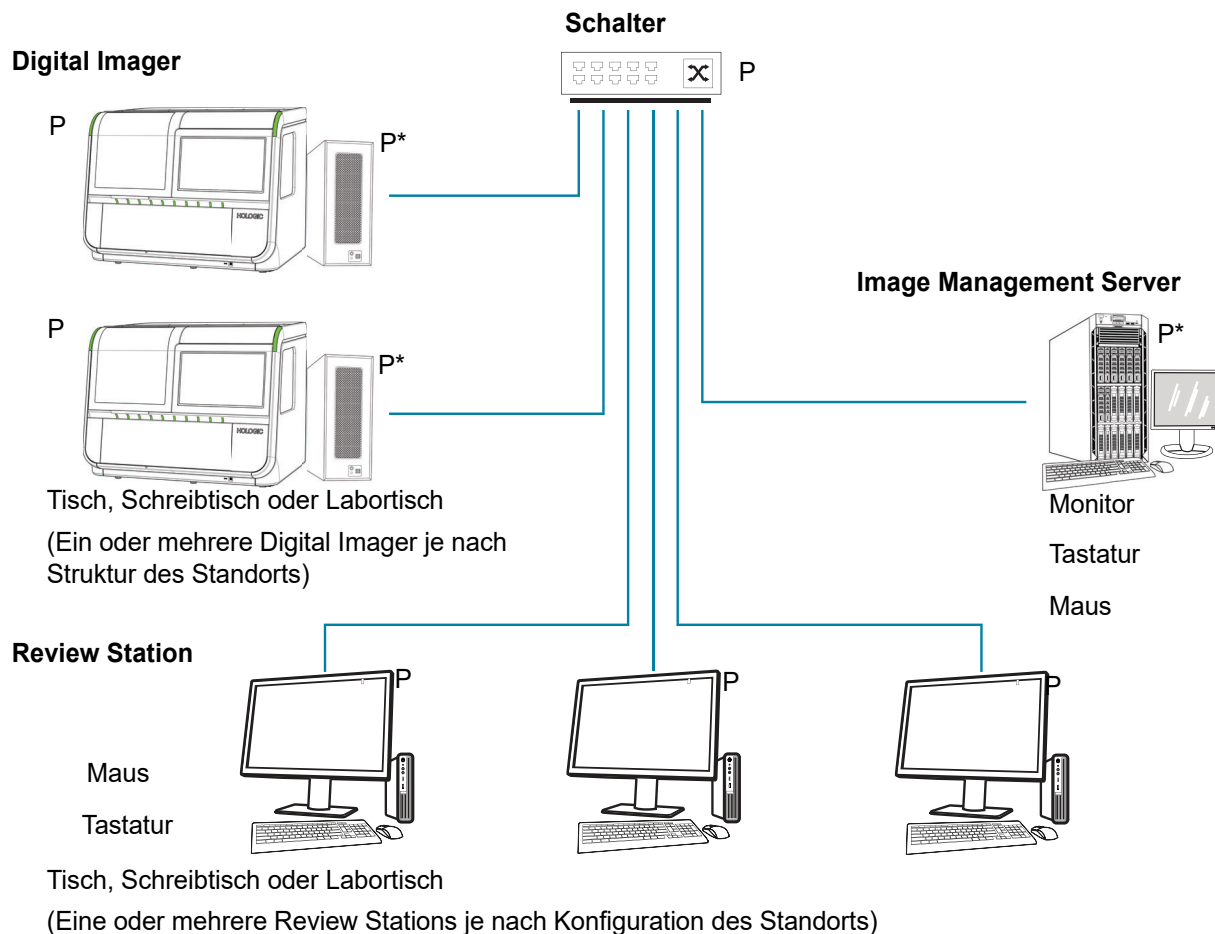 Schalter
P
Digital Imager
P
P*
HOLOGIC
Image Management Server
P*
P
P*
HOLOGIC
Tisch, Schreibtisch oder Labortisch
(Ein oder mehrere Digital Imager je nach
Struktur des Standorts)
Monitor
Tastatur
Maus
Review Station
P
P
P
Maus
Tastatur
Tisch, Schreibtisch oder Labortisch
(Eine oder mehrere Review Stations je nach Konfiguration des Standorts)